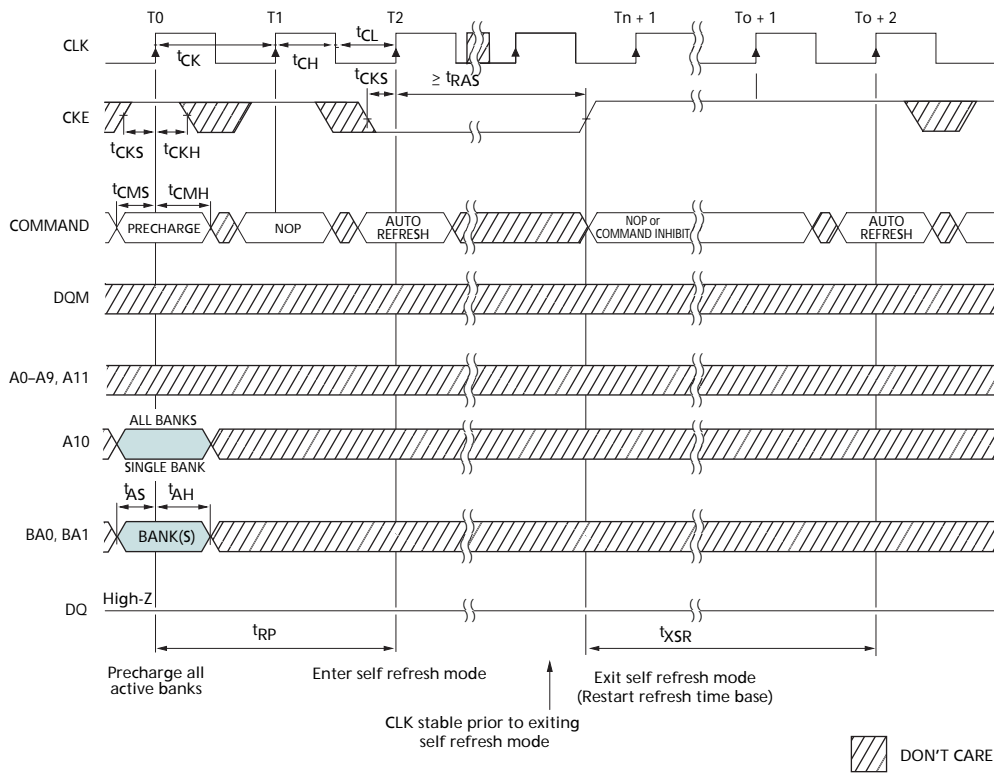 T0 T1 T2 Tn + 1 To + 1 To + 2
CLK
tCK tCH tCL
tCKS ≥ tRAS
CKE
tCKS tCKH
tCMS tCMH
COMMAND PRECHARGE NOP AUTO REFRESH NOP or COMMAND INHIBIT AUTO REFRESH
DQM
A0–A9, A11
ALL BANKS
A10
SINGLE BANK
tAS tAH
BA0, BA1 BANK(S)
DQ High-Z
tRP tXSR
Precharge all
active banks
Enter self refresh mode
Exit self refresh mode
(Restart refresh time base)
CLK stable prior to exiting
self refresh mode
DON'T CARE